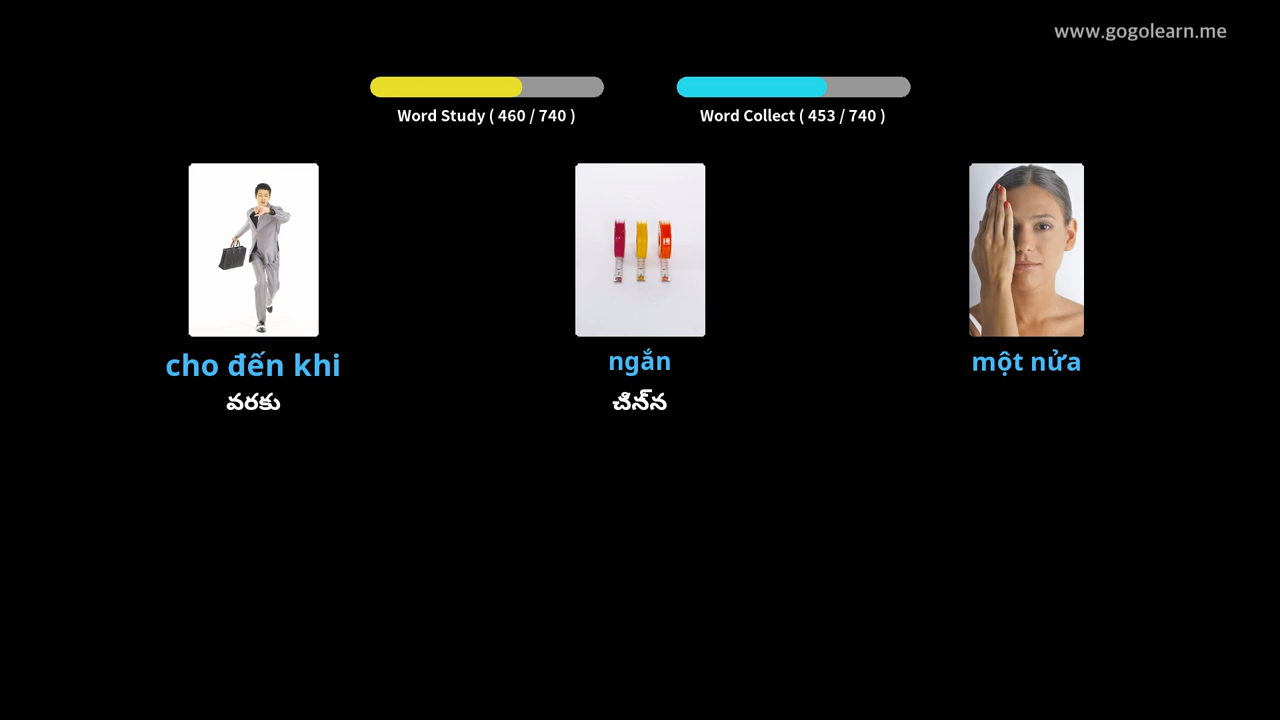 www.gogolearn.me
Word Study ( 460 / 740 )
Word Collect ( 453 / 740 )
cho đến khi
ngắn
một nửa
వరకు
చిన్న